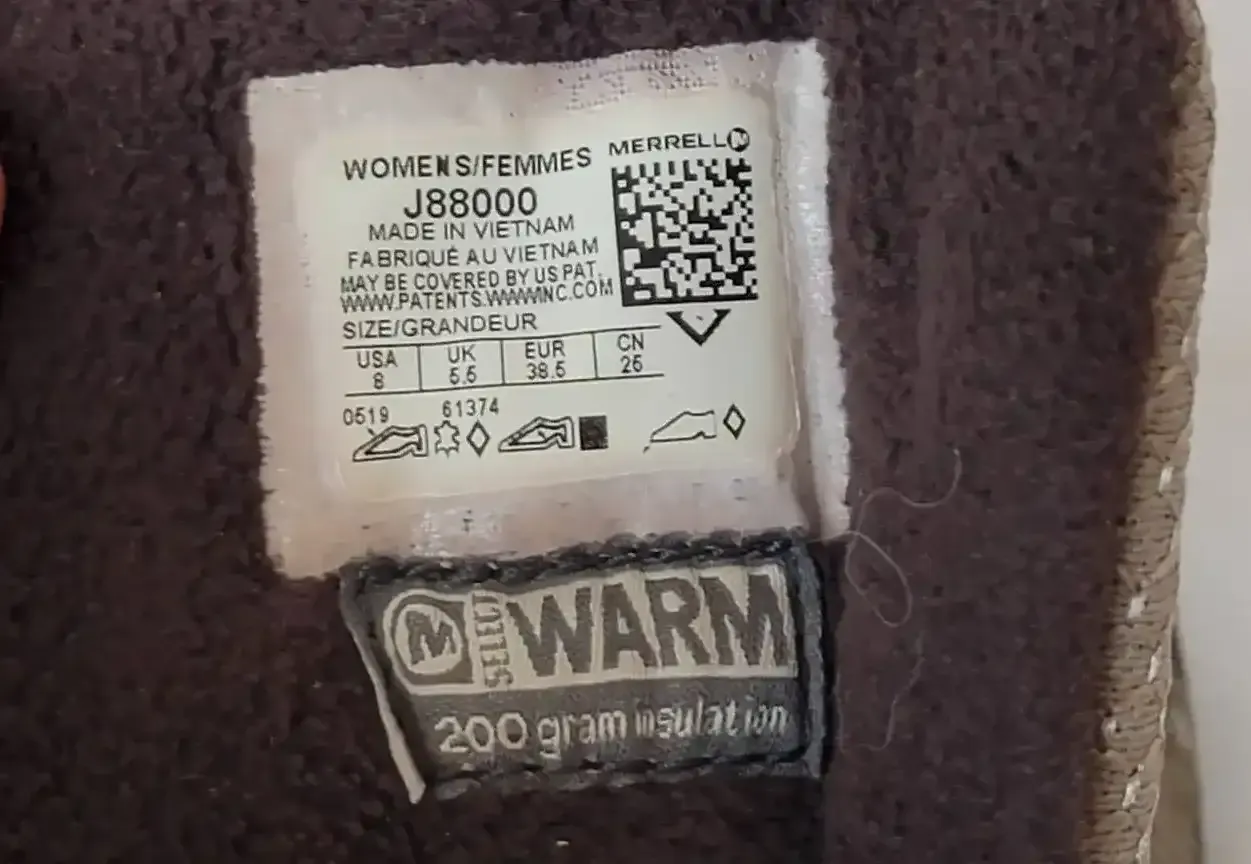 WOMENS/FEMMES
MERRELL
J88000
MADE IN VIETNAM
FABRIQUÉ AU VIETNAM
MAY BE COVERED BY US PAT.
WWW.PATENTS.WWWINC.COM
SIZE/GRANDEUR
USA UK EUR CN
8 5.5 38.5 25
0519 61374
M SELECT WARM
200 gram insulation